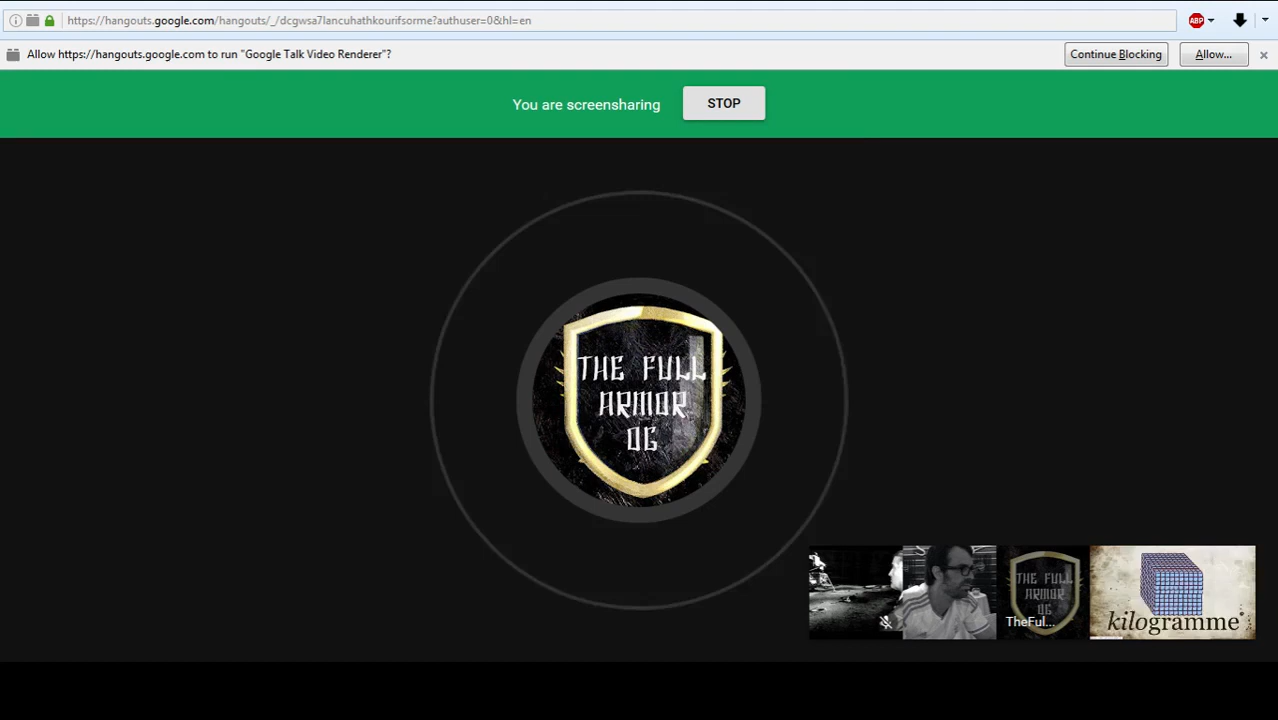 https://hangouts.google.com/hangouts/_/dcgwsa7lancuhathkourifsorme?authuser=0&hl=en
ABP
Allow https://hangouts.google.com to run "Google Talk Video Renderer"?
Continue Blocking
Allow...
You are screensharing
STOP
THE FULL
ARMOR
OG
THE FULL
ARMOR
OG
TheFul...
kilogramme